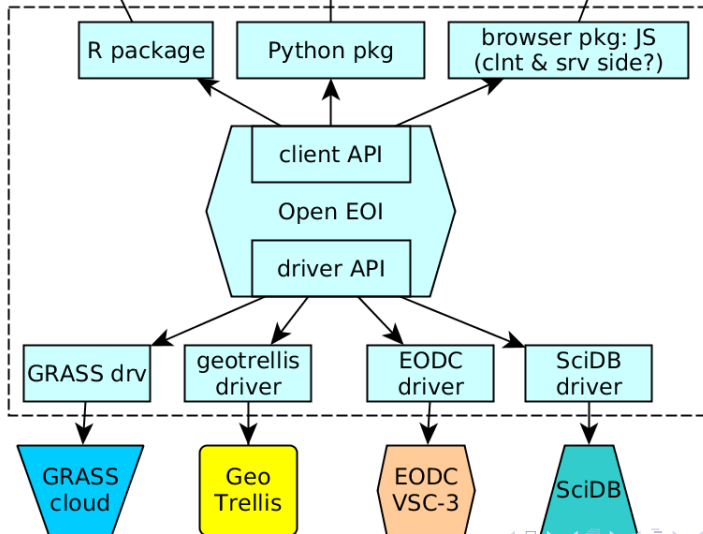 R package
Python pkg
browser pkg: JS
(clnt & srv side?)
client API
Open EOI
driver API
GRASS drv
geotrellis
driver
EODC
driver
SciDB
driver
GRASS
cloud
Geo
Trellis
EODC
VSC-3
SciDB